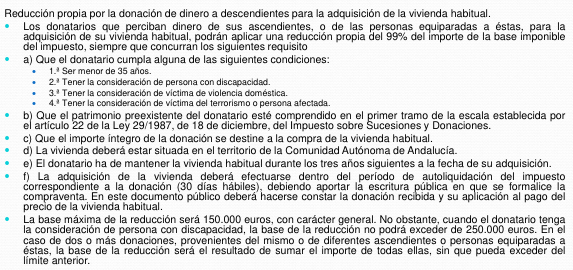 Reducción propia por la donación de dinero a descendientes para la adquisición de la vivienda habitual.
Los donatarios que perciban dinero de sus ascendientes, o de las personas equiparadas a éstas, para la
adquisición de su vivienda habitual, podrán aplicar una reducción propia del 99% del importe de la base imponible
del impuesto, siempre que concurran los siguientes requisito
a) Que el donatario cumpla alguna de las siguientes condiciones:
1.ª Ser menor de 35 años.
2.ª Tener la consideración de persona con discapacidad.
3.ª Tener la consideración de víctima de violencia doméstica.
4.ª Tener la consideración de víctima del terrorismo o persona afectada.
b) Que el patrimonio preexistente del donatario esté comprendido en el primer tramo de la escala establecida por
el artículo 22 de la Ley 29/1987, de 18 de diciembre, del Impuesto sobre Sucesiones y Donaciones.
c) Que el importe íntegro de la donación se destine a la compra de la vivienda habitual.
d) La vivienda deberá estar situada en el territorio de la Comunidad Autónoma de Andalucía.
e) El donatario ha de mantener la vivienda habitual durante los tres años siguientes a la fecha de su adquisición.
f) La adquisición de la vivienda deberá efectuarse dentro del período de autoliquidación del impuesto
correspondiente a la donación (30 días hábiles), debiendo aportar la escritura pública en que se formalice la
compraventa. En este documento público deberá hacerse constar la donación recibida y su aplicación al pago del
precio de la vivienda habitual.
La base máxima de la reducción será 150.000 euros, con carácter general. No obstante, cuando el donatario tenga
la consideración de persona con discapacidad, la base de la reducción no podrá exceder de 250.000 euros. En el
caso de dos o más donaciones, provenientes del mismo o de diferentes ascendientes o personas equiparadas a
éstas, la base de la reducción será el resultado de sumar el importe de todas ellas, sin que pueda exceder del
límite anterior.